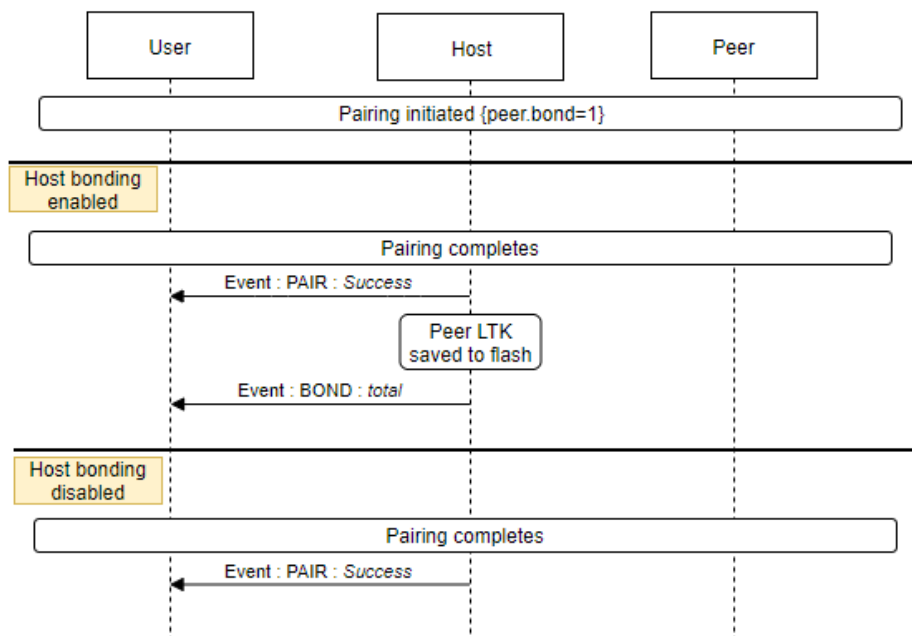 User
Host
Peer
Pairing initiated {peer.bond=1}
Host bonding
enabled
Pairing completes
Event : PAIR : Success
Peer LTK
saved to flash
Event : BOND : total
Host bonding
disabled
Pairing completes
Event : PAIR : Success